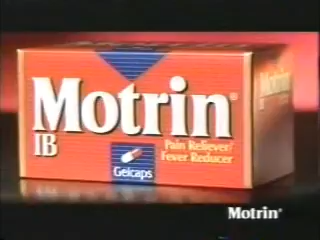 Motrin®
IB
Pain Reliever/
Fever Reducer
Gelcaps
Motrin®